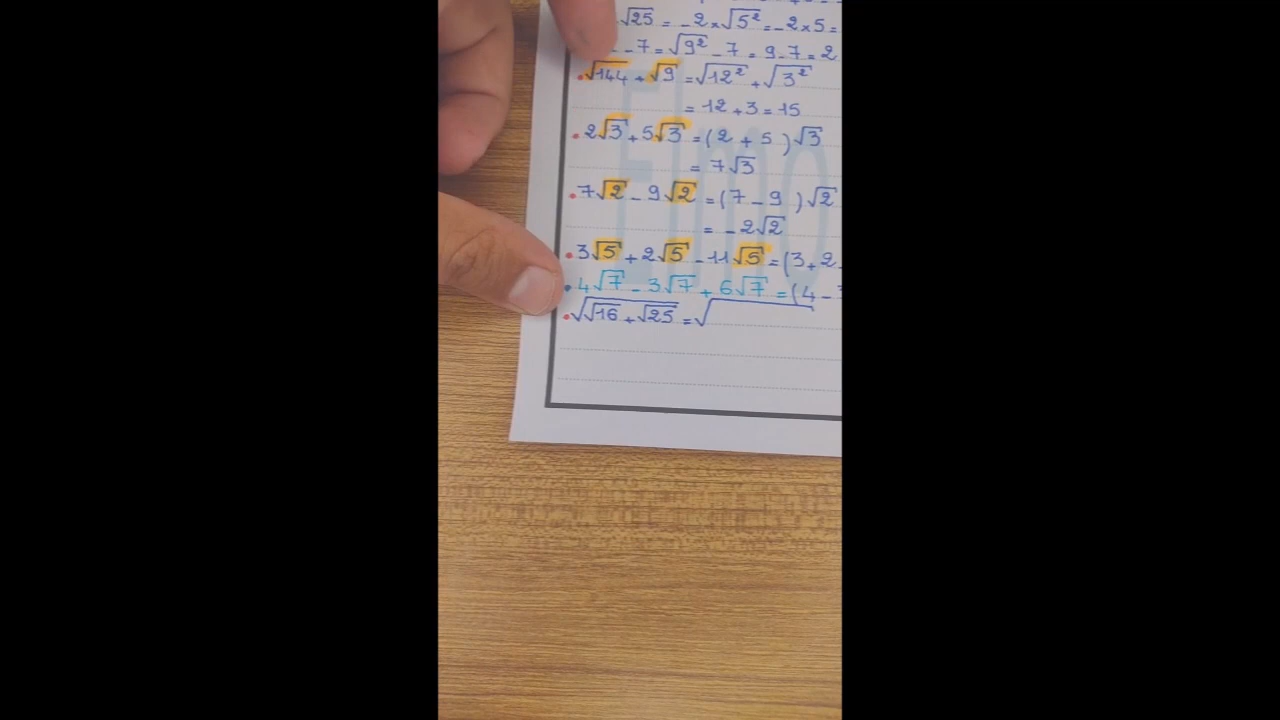 √25 = -2×√5² = -2×5 =
-7 = √9² - 7 = 9-7 = 2
• √144 + √9 = √12² + √3²
= 12 + 3 = 15
• 2√3 + 5√3 = (2 + 5 )√3
= 7√3
• 7√2 - 9√2 = (7 - 9 )√2
= -2√2
• 3√5 + 2√5 - 11√5 = (3+2-
• 4√7 - 3√7 + 6√7 = (4-3
• √(√16 + √25) = √
Elmo